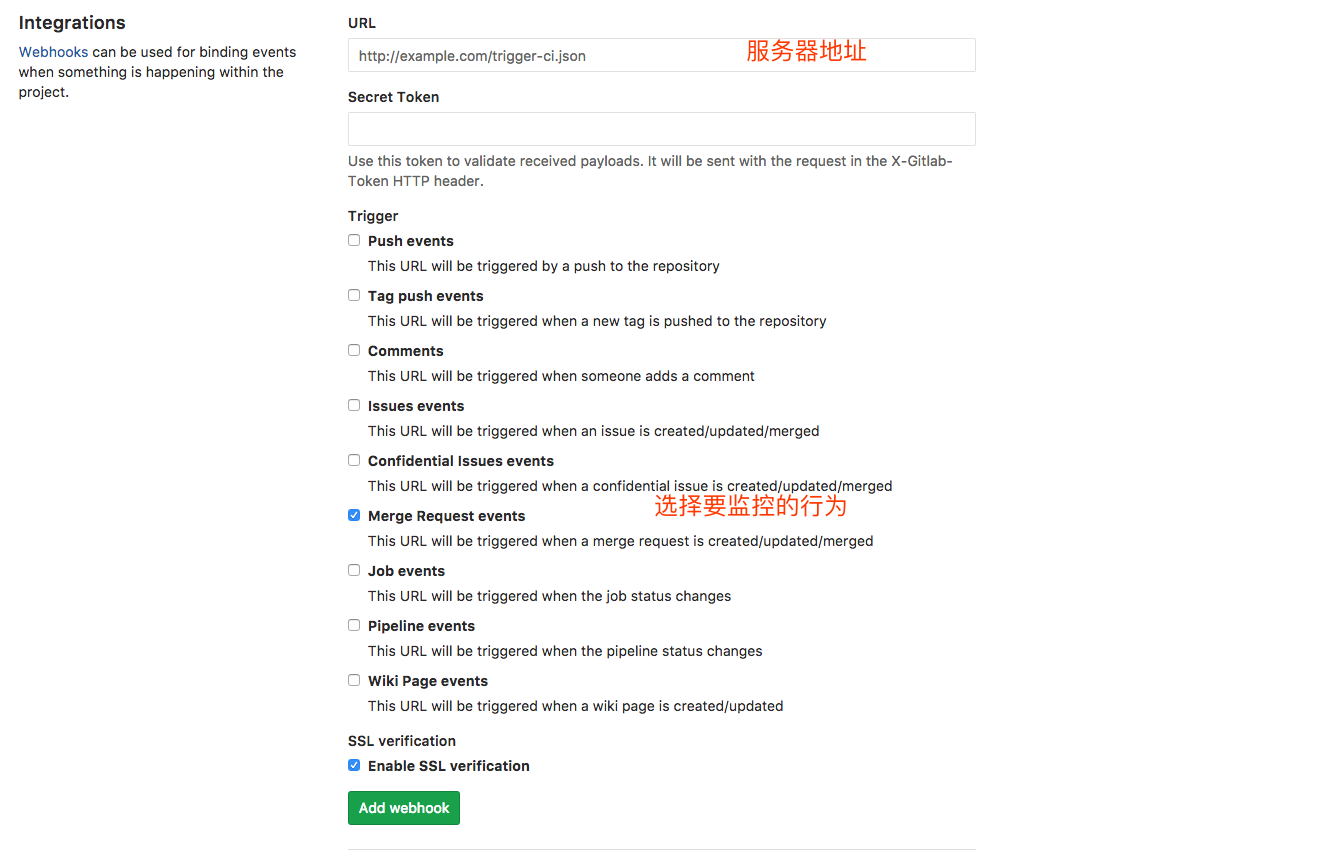 Integrations
Webhooks can be used for binding events
when something is happening within the
project.
URL
http://example.com/trigger-ci.json
服务器地址
Secret Token
Use this token to validate received payloads. It will be sent with the request in the X-Gitlab-
Token HTTP header.
Trigger
Push events
This URL will be triggered by a push to the repository
Tag push events
This URL will be triggered when a new tag is pushed to the repository
Comments
This URL will be triggered when someone adds a comment
Issues events
This URL will be triggered when an issue is created/updated/merged
Confidential Issues events
This URL will be triggered when a confidential issue is created/updated/merged
选择要监控的行为
Merge Request events
This URL will be triggered when a merge request is created/updated/merged
Job events
This URL will be triggered when the job status changes
Pipeline events
This URL will be triggered when the pipeline status changes
Wiki Page events
This URL will be triggered when a wiki page is created/updated
SSL verification
Enable SSL verification
Add webhook